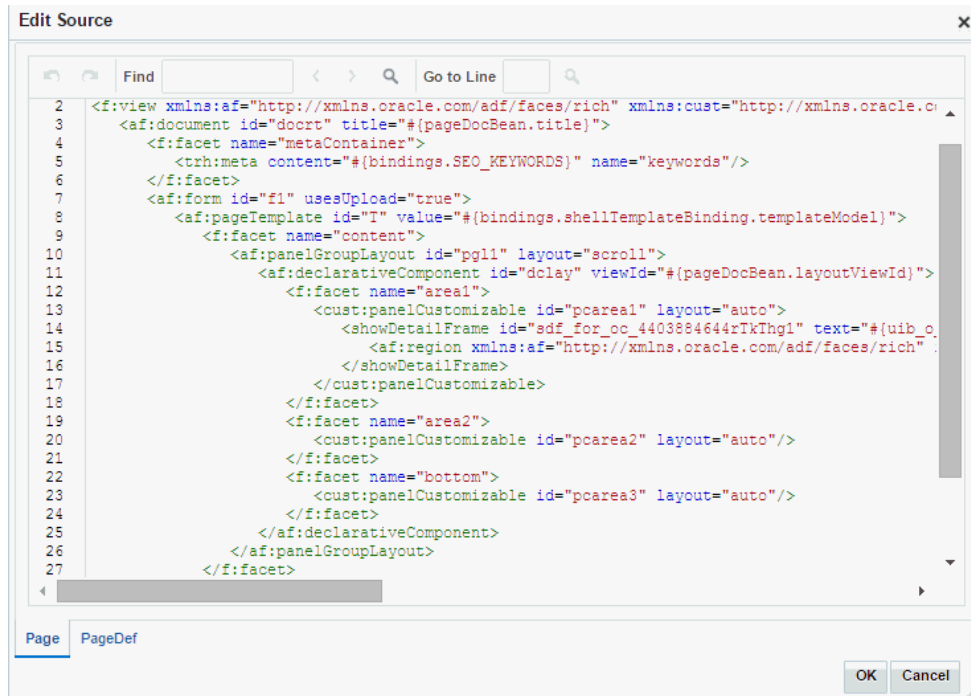 Edit Source
Find Go to Line
2 <f:view xmlns:af="http://xmlns.oracle.com/adf/faces/rich" xmlns:cust="http://xmlns.oracle.c
3 <af:document id="docrt" title="#{pageDocBean.title}">
4 <f:facet name="metaContainer">
5 <trh:meta content="#{bindings.SEO_KEYWORDS}" name="keywords"/>
6 </f:facet>
7 <af:form id="f1" usesUpload="true">
8 <af:pageTemplate id="T" value="#{bindings.shellTemplateBinding.templateModel}">
9 <f:facet name="content">
10 <af:panelGroupLayout id="pgl1" layout="scroll">
11 <af:declarativeComponent id="dclay" viewId="#{pageDocBean.layoutViewId}">
12 <f:facet name="area1">
13 <cust:panelCustomizable id="pcarea1" layout="auto">
14 <showDetailFrame id="sdf_for_oc_4403884644rTkThg1" text="#{uib_o_
15 <af:region xmlns:af="http://xmlns.oracle.com/adf/faces/rich"
16 </showDetailFrame>
17 </cust:panelCustomizable>
18 </f:facet>
19 <f:facet name="area2">
20 <cust:panelCustomizable id="pcarea2" layout="auto"/>
21 </f:facet>
22 <f:facet name="bottom">
23 <cust:panelCustomizable id="pcarea3" layout="auto"/>
24 </f:facet>
25 </af:declarativeComponent>
26 </af:panelGroupLayout>
27 </f:facet>
Page PageDef
OK Cancel